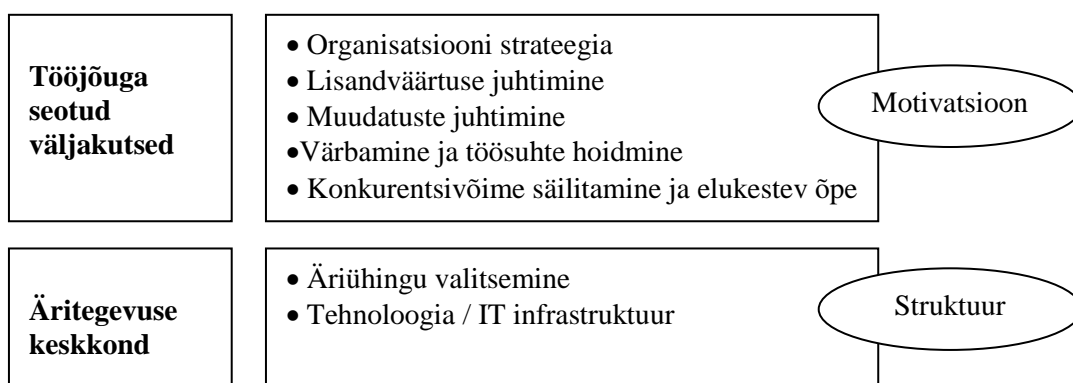 Tööjõuga
seotud
väljakutsed
• Organisatsiooni strateegia
• Lisandväärtuse juhtimine
• Muudatuste juhtimine
•Värbamine ja töösuhte hoidmine
• Konkurentsivõime säilitamine ja elukestev õpe
Motivatsioon
Äritegevuse
keskkond
• Äriühingu valitsemine
• Tehnoloogia / IT infrastruktuur
Struktuur